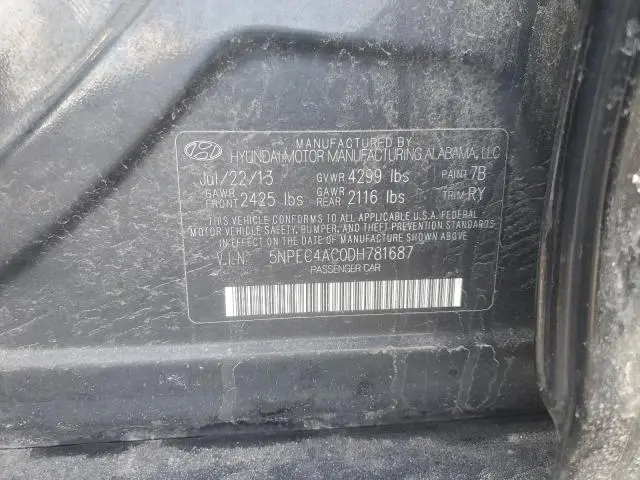 MANUFACTURED BY
HYUNDAI MOTOR MANUFACTURING ALABAMA, LLC
Jul/22/13 GVWR 4299 lbs PAINT 7B
GAWR FRONT 2425 lbs GAWR REAR 2116 lbs TRIM RY
THIS VEHICLE CONFORMS TO ALL APPLICABLE U.S.A. FEDERAL
MOTOR VEHICLE SAFETY, BUMPER, AND THEFT PREVENTION STANDARDS
IN EFFECT ON THE DATE OF MANUFACTURE SHOWN ABOVE
V.I.N 5NPEC4AC0DH781687
PASSENGER CAR